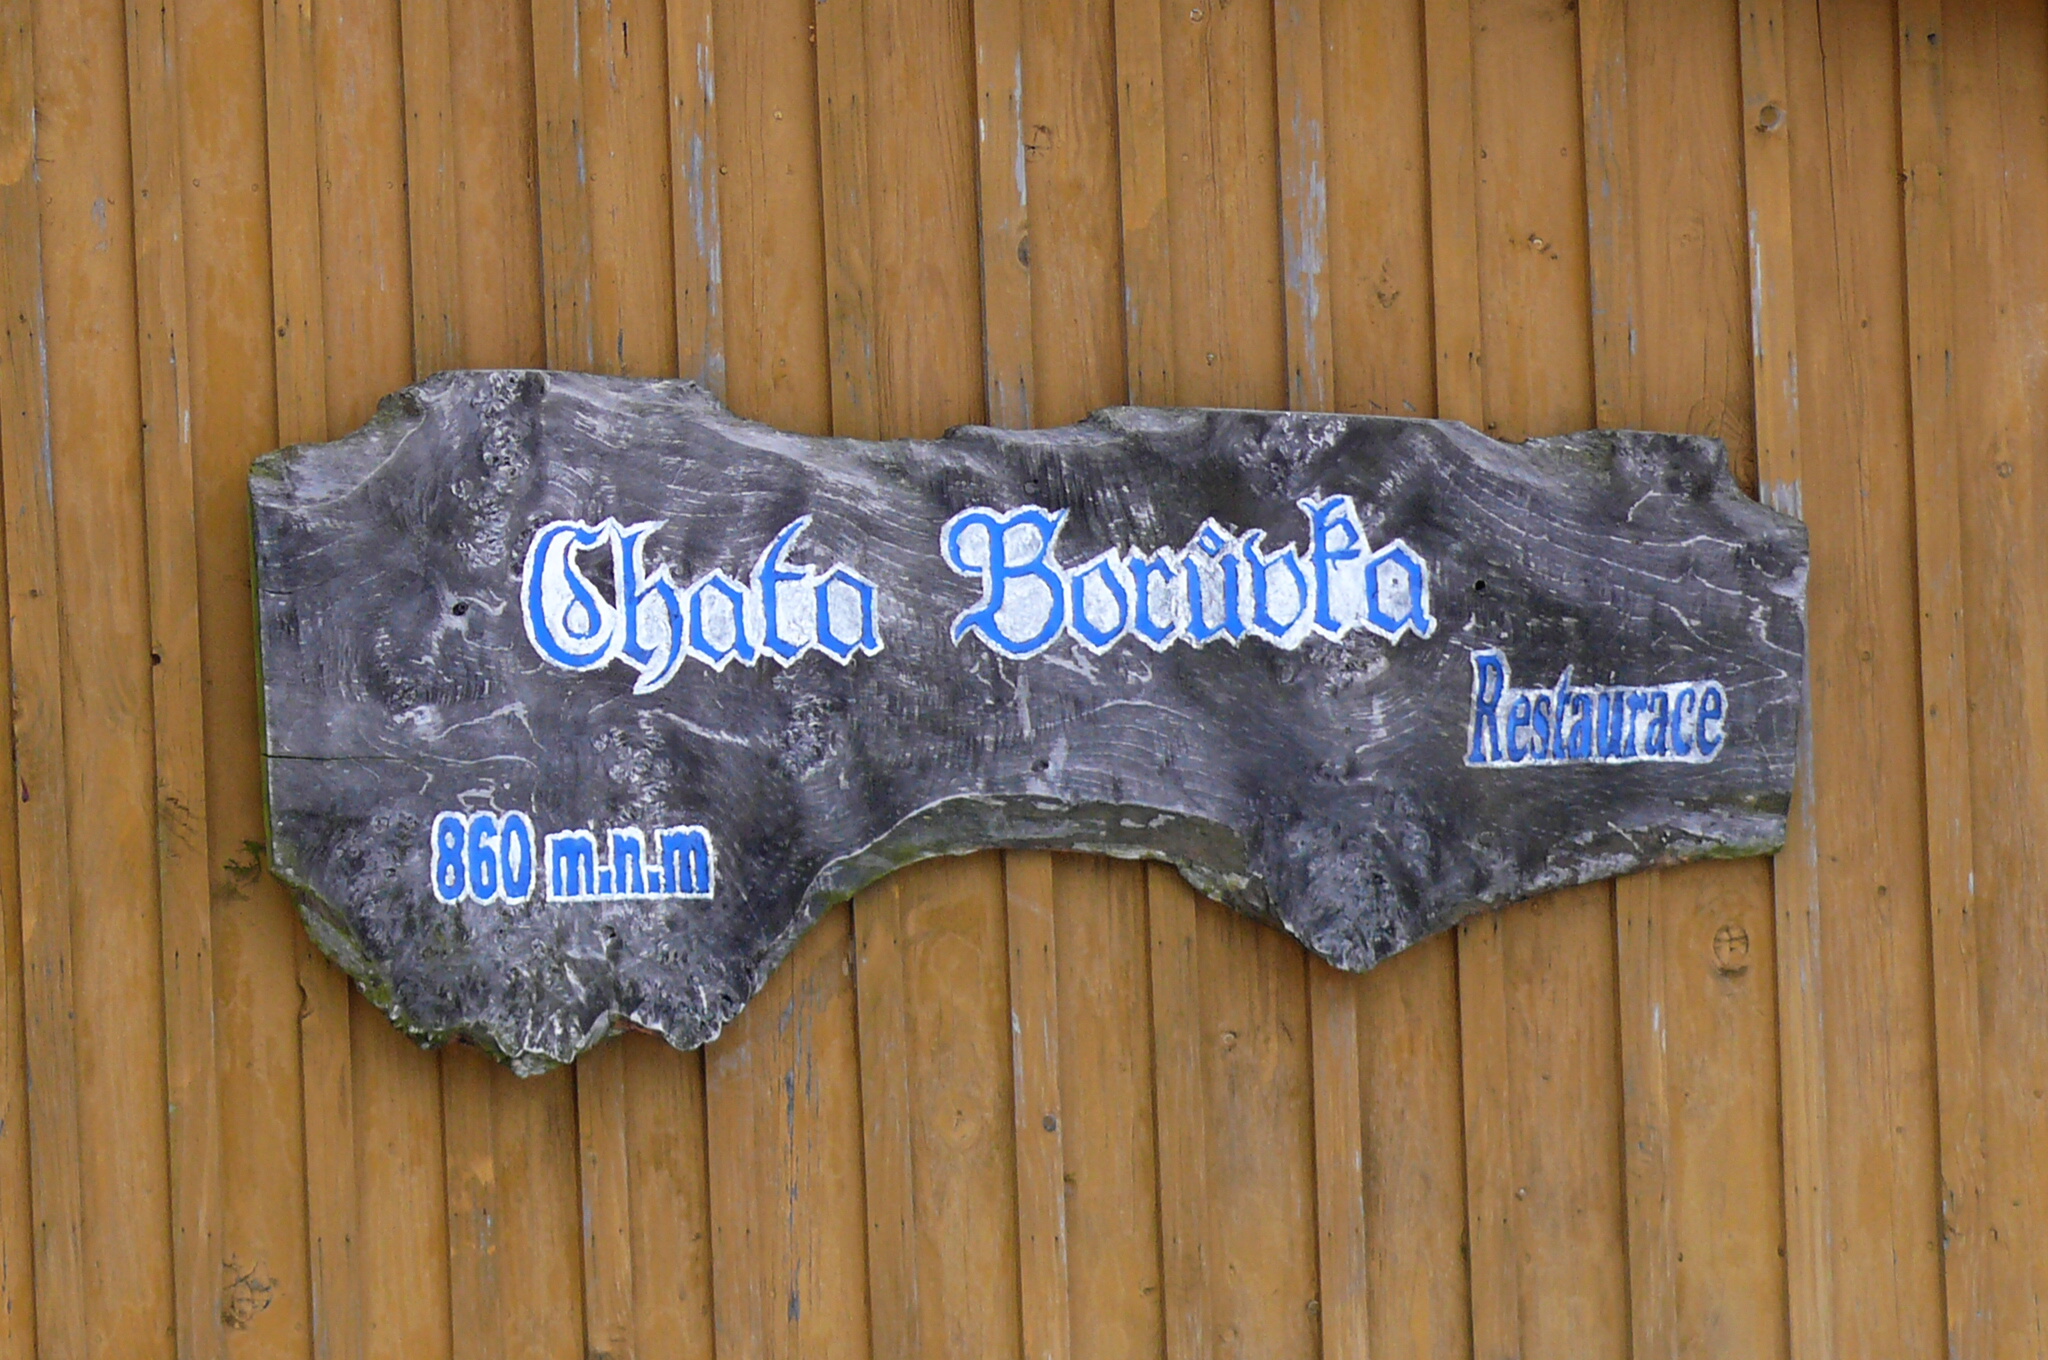 Chata Borůvka
Restaurace
860 m.n.m